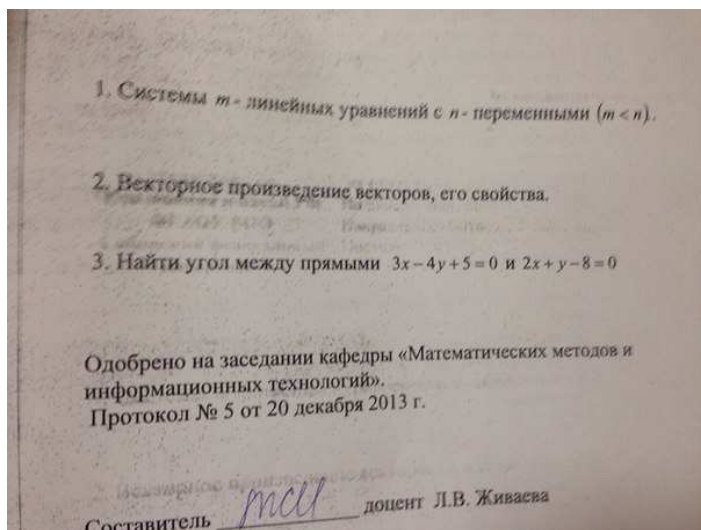 1. Системы m - линейных уравнений с n - переменными (m < n)..
2. Векторное произведение векторов, его свойства.
3. Найти угол между прямыми 3x − 4y + 5 = 0 и 2x + y − 8 = 0
Одобрено на заседании кафедры «Математических методов и
информационных технологий».
Протокол № 5 от 20 декабря 2013 г.
Составитель доцент Л.В. Живаева